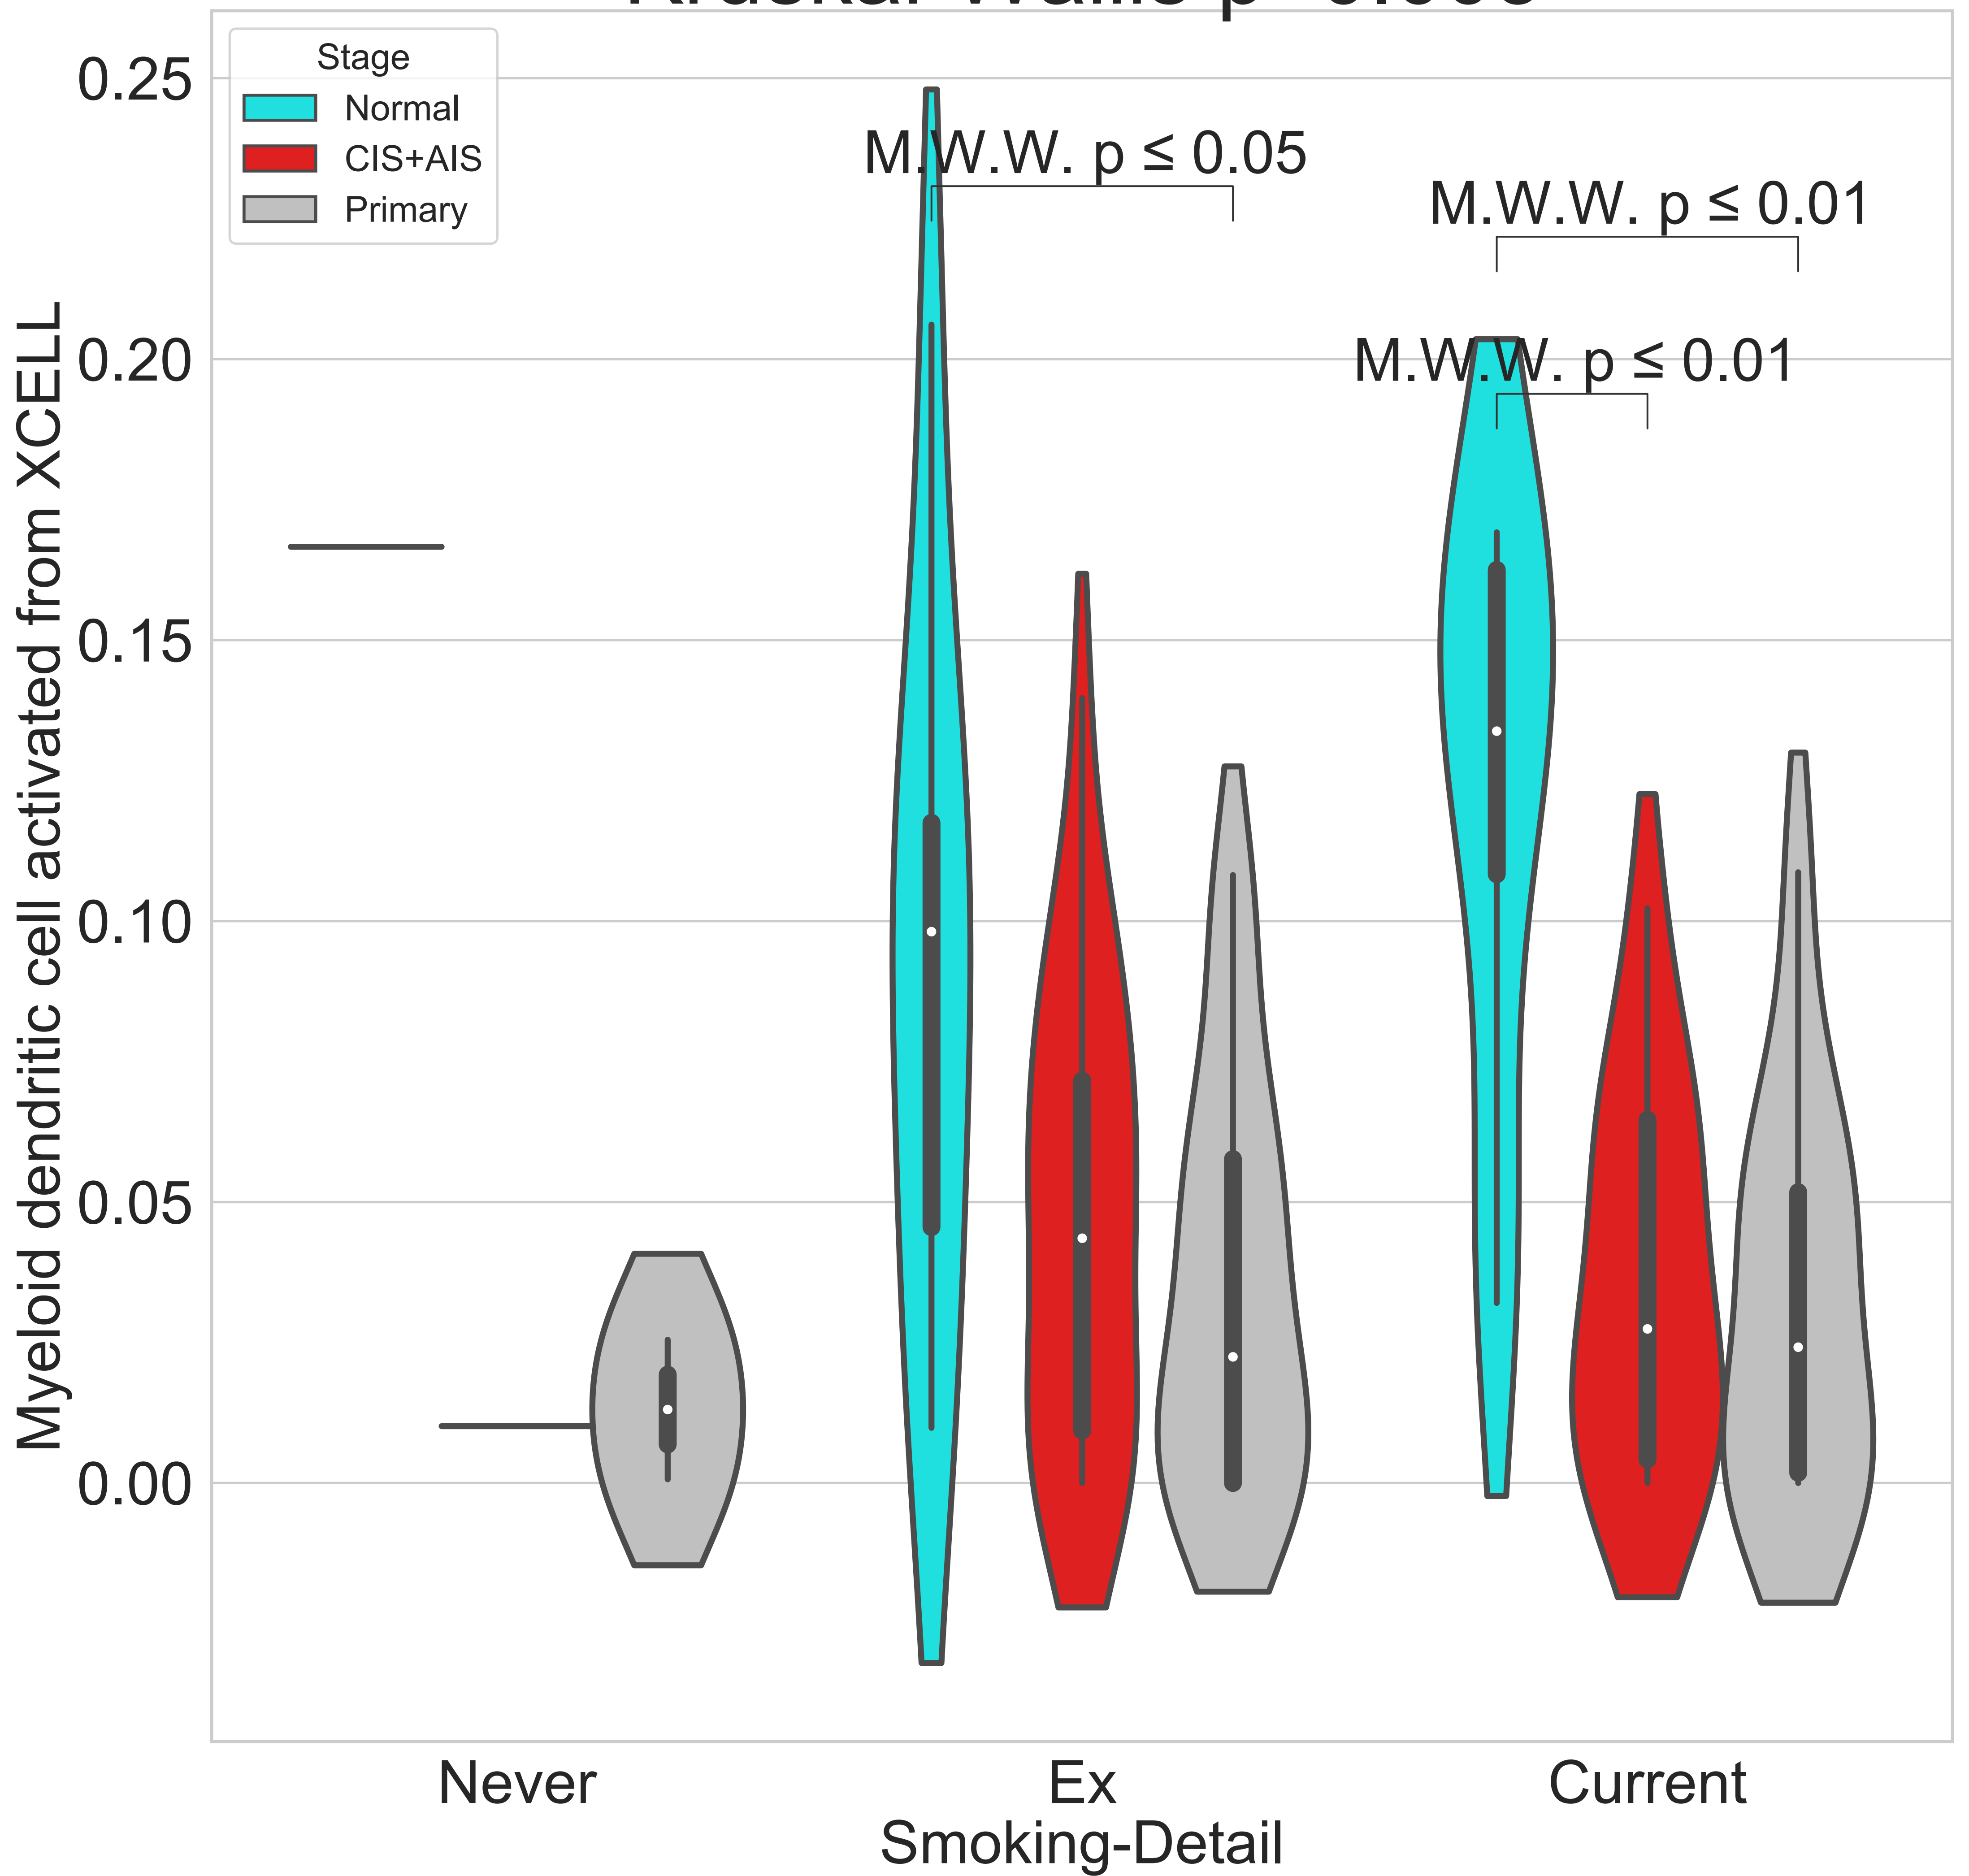 Stage
Normal
CIS+AIS
Primary
M.W.W. p ≤ 0.05
M.W.W. p ≤ 0.01
M.W.W. p ≤ 0.01
0.25
0.20
0.15
0.10
0.05
0.00
Myeloid dendritic cell activated from XCELL
Never
Ex
Current
Smoking-Detail